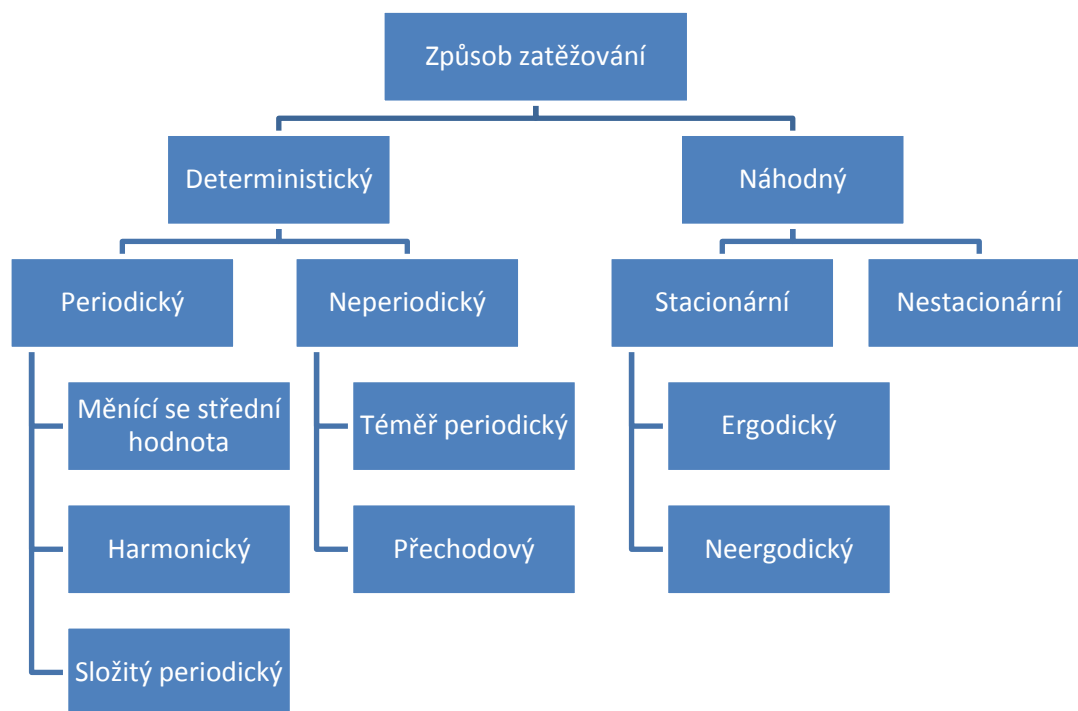 Způsob zatěžování
Deterministický
Náhodný
Periodický
Neperiodický
Stacionární
Nestacionární
Měnící se střední
hodnota
Téměř periodický
Ergodický
Harmonický
Přechodový
Neergodický
Složitý periodický